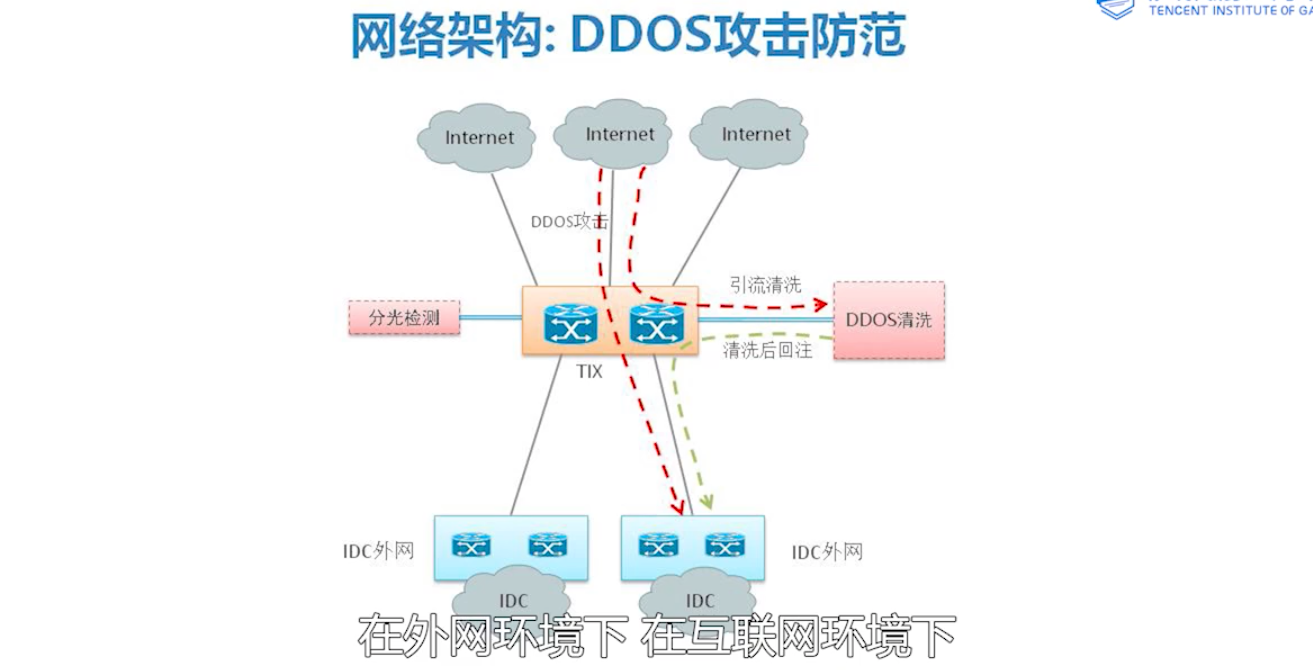 TENCENT INSTITUTE OF GA
网络架构: DDOS攻击防范
Internet
Internet
Internet
DDOS攻击
引流清洗
分光检测
DDOS清洗
清洗后回注
TIX
IDC外网
IDC外网
IDC
IDC
在外网环境下 在互联网环境下